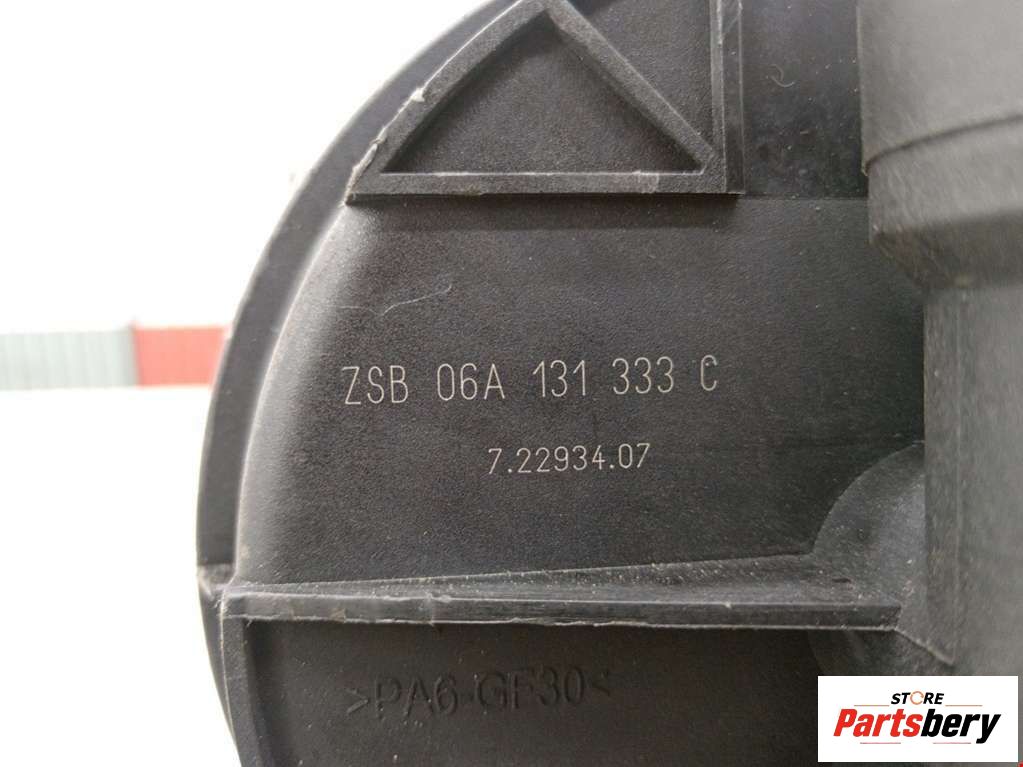 ZSB 06A 131 333 C
7.22934.07
>PA6-GF30<
STORE
Partsbery